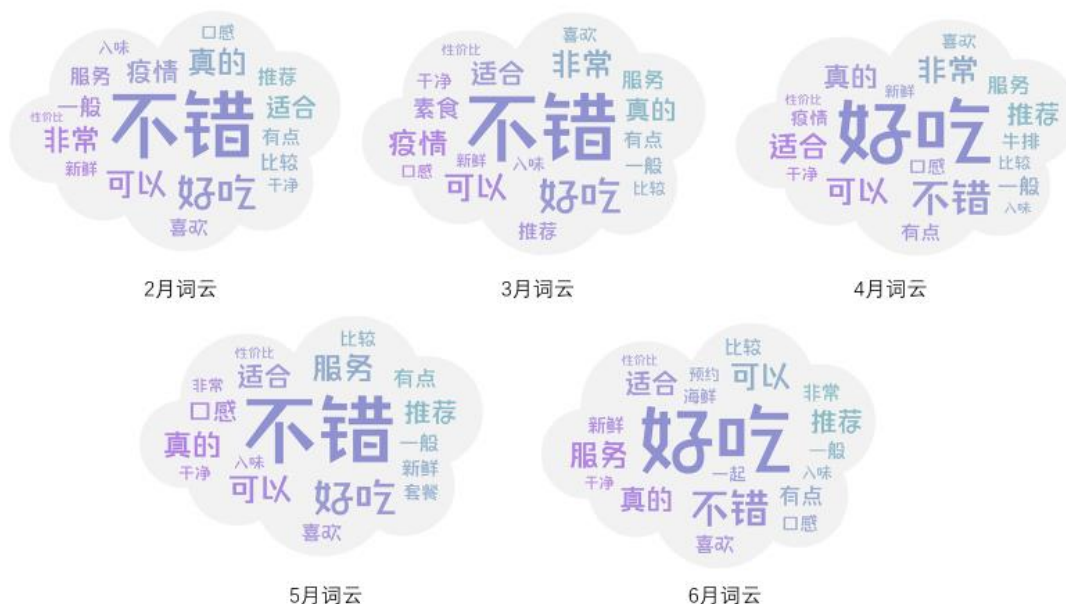 口感
入味
真的
服务 疫情 推荐
一般 不错 适合
性价比
非常 有点
新鲜 比较
可以 好吃 干净
喜欢
2月词云
喜欢
性价比
非常
干净 适合 服务
素食 不错 真的
疫情 有点
口感 新鲜 入味 一般
可以 好吃 比较
推荐
3月词云
喜欢
真的 非常
新鲜 服务
性价比
疫情 好吃 推荐
适合 牛排
干净 口感 比较
可以 不错 一般
入味
有点
4月词云
比较
性价比
适合 服务 有点
非常
口感 不错 推荐
真的 一般
干净 入味 新鲜
可以 好吃 套餐
喜欢
5月词云
比较
性价比
适合 预约 可以
海鲜 非常
新鲜 好吃 推荐
服务 一般
干净 一起 入味
真的 不错 有点
口感
喜欢
6月词云